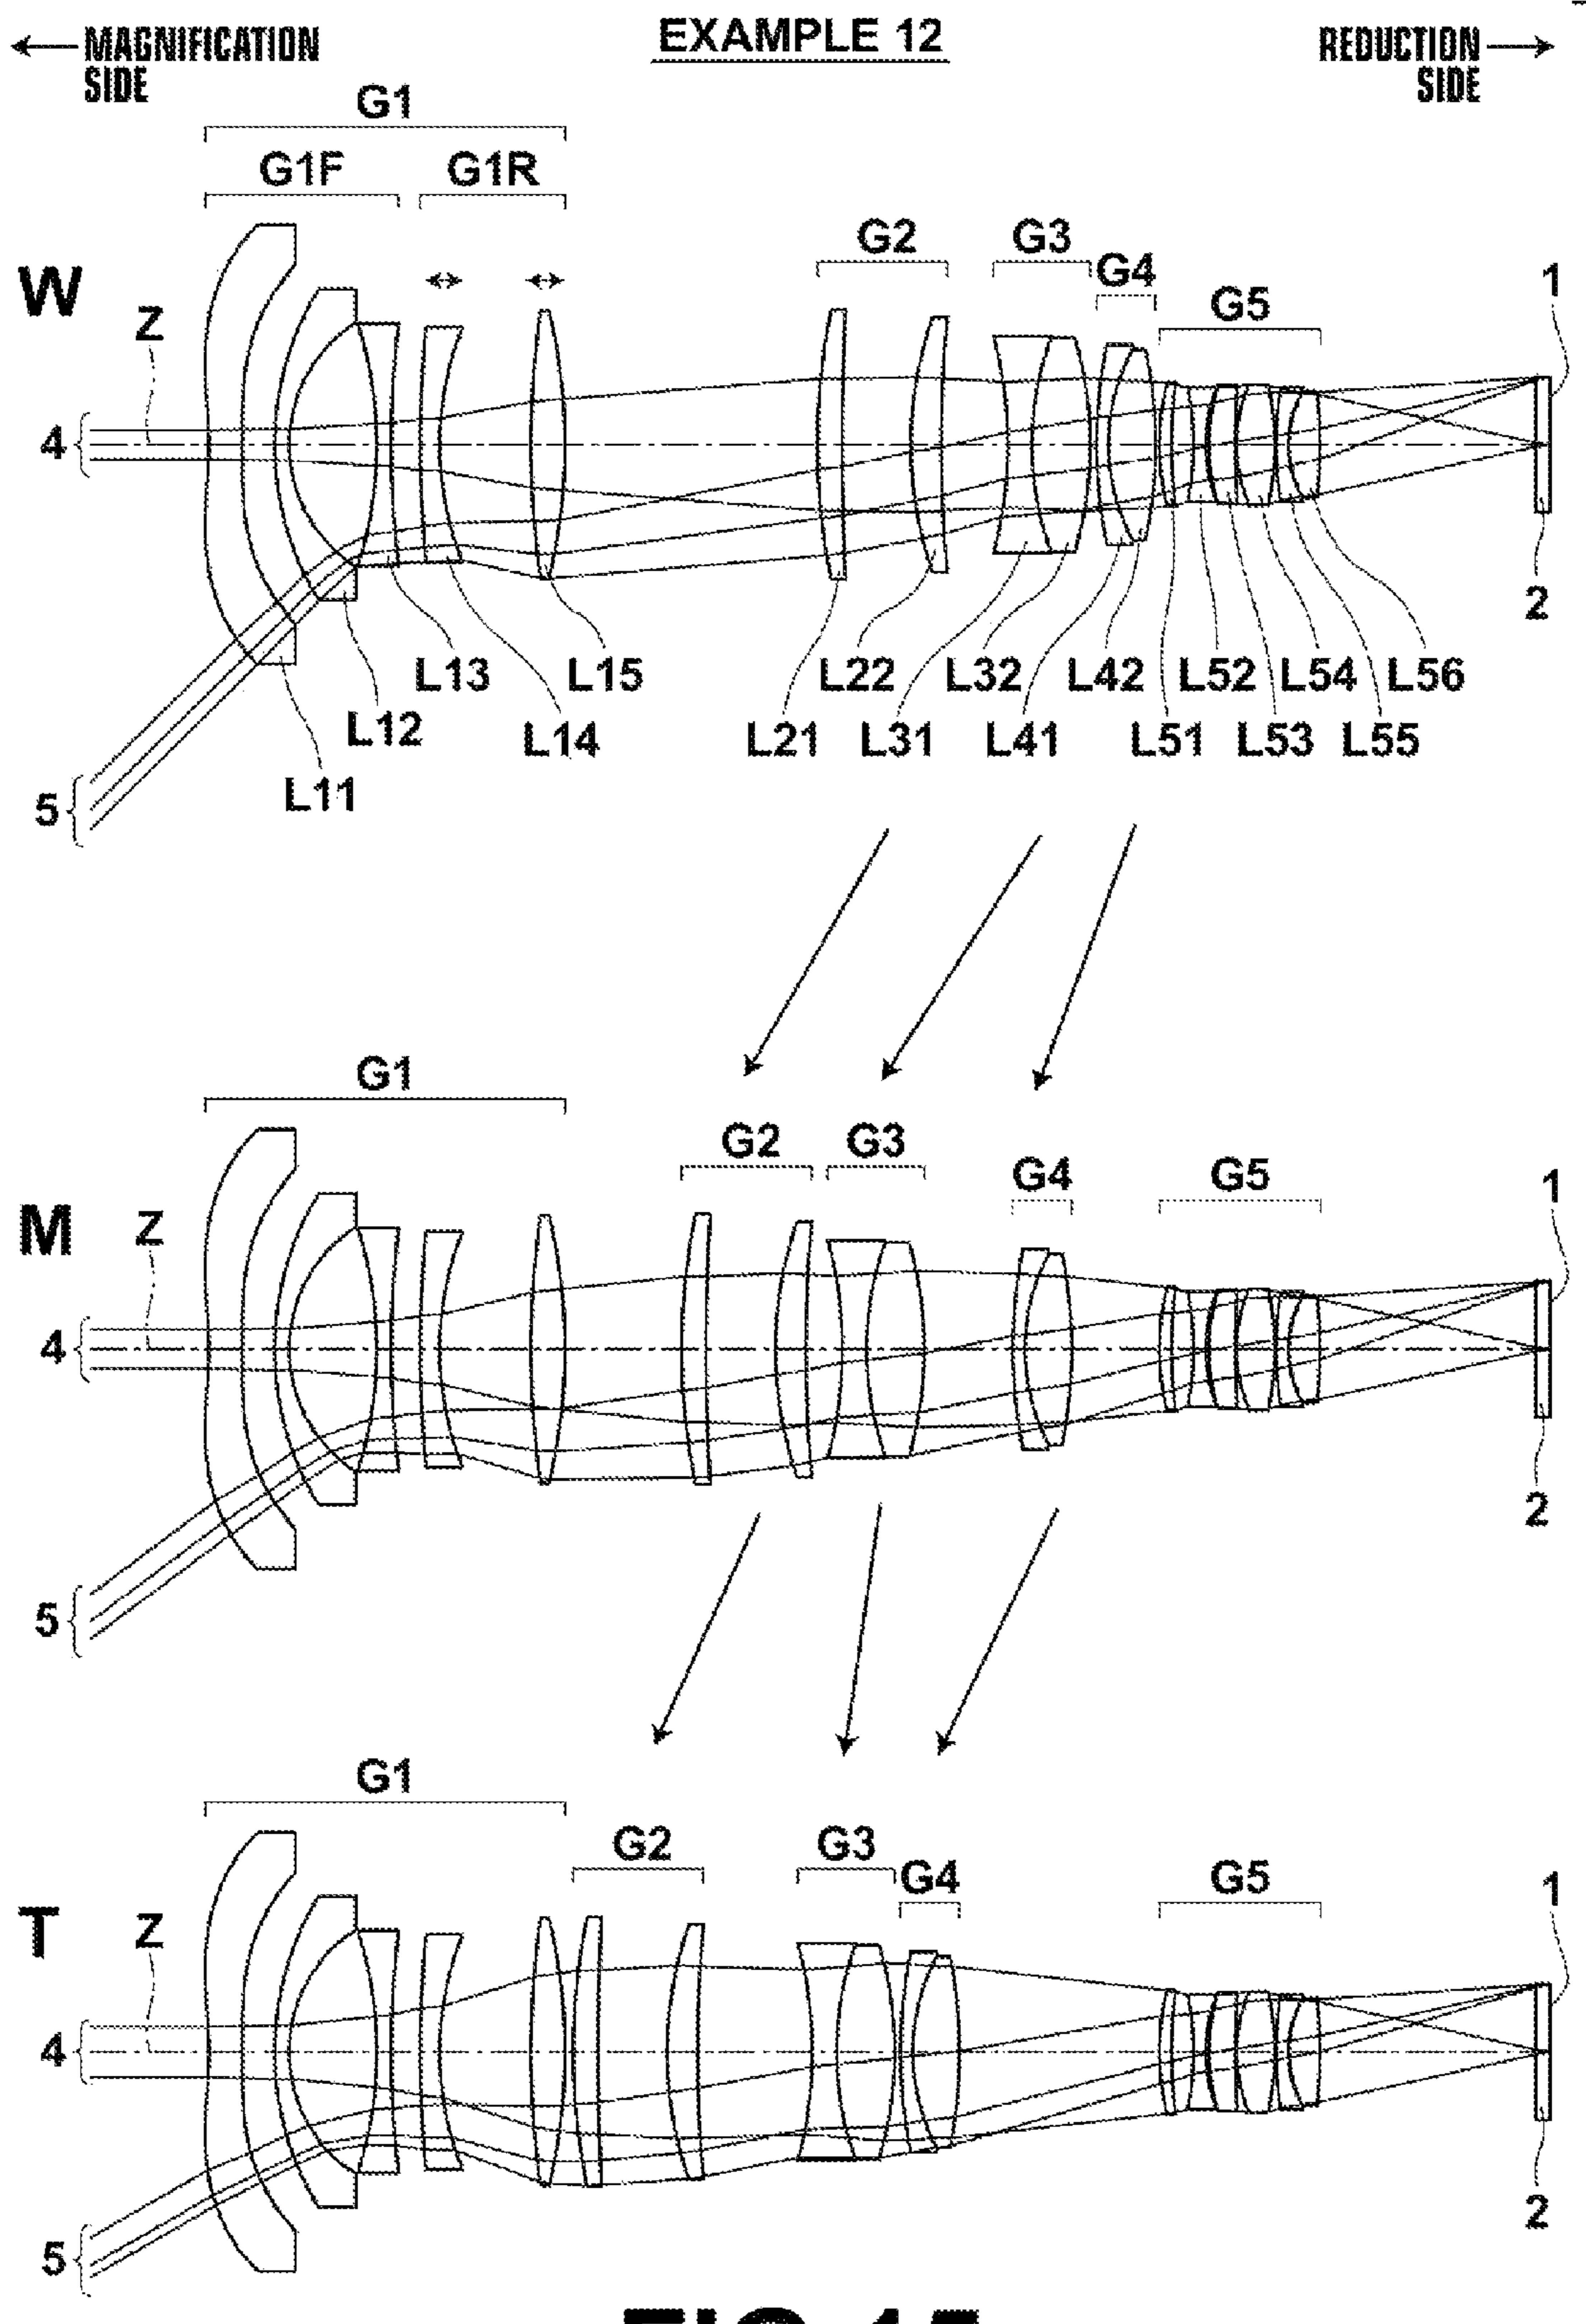 EXAMPLE 12
MAGNIFICATION
SIDE
REDUCTION
SIDE
G1
G1F G1R
G2 G3 G4 G5
W
Z
1
4
2
L13 L15 L22 L32 L42 L52 L54 L56
L12 L14 L21 L31 L41 L51 L53 L55
L11
5
G1
G2 G3 G4 G5
M
Z
1
4
2
5
G1
G2 G3 G4 G5
T
Z
1
4
2
5